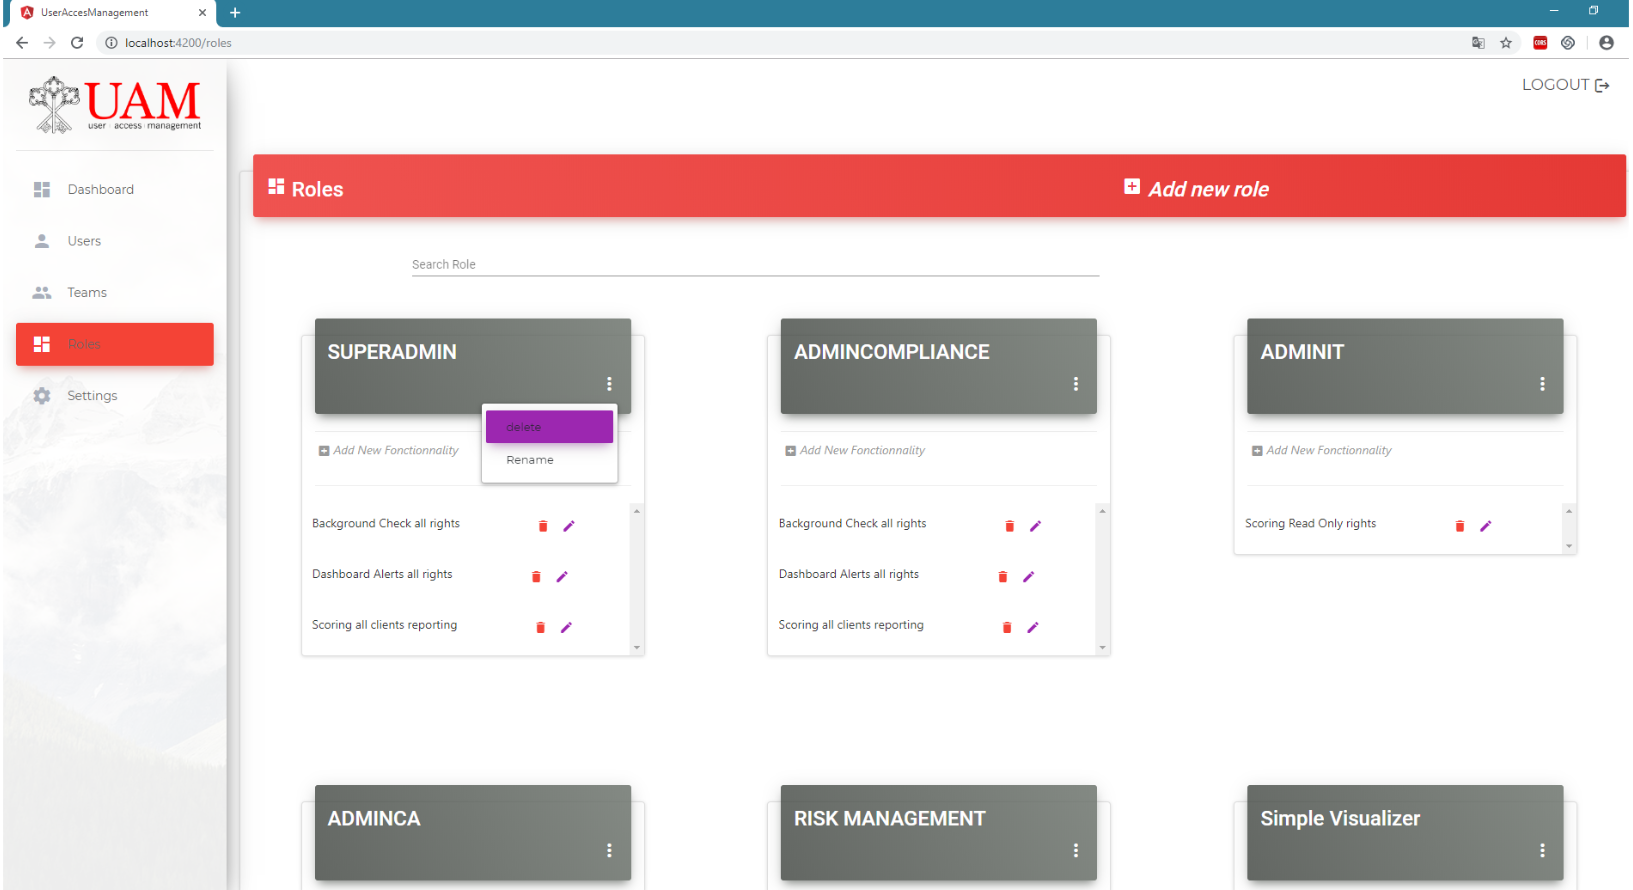 UserAccesManagement
localhost:4200/roles
CORS
UAM
user · access · management
LOGOUT
Dashboard
Users
Teams
Roles
Settings
Roles
Add new role
Search Role
SUPERADMIN
delete
Rename
Add New Fonctionnality
Background Check all rights
Dashboard Alerts all rights
Scoring all clients reporting
ADMINCOMPLIANCE
Add New Fonctionnality
Background Check all rights
Dashboard Alerts all rights
Scoring all clients reporting
ADMINIT
Add New Fonctionnality
Scoring Read Only rights
ADMINCA
RISK MANAGEMENT
Simple Visualizer